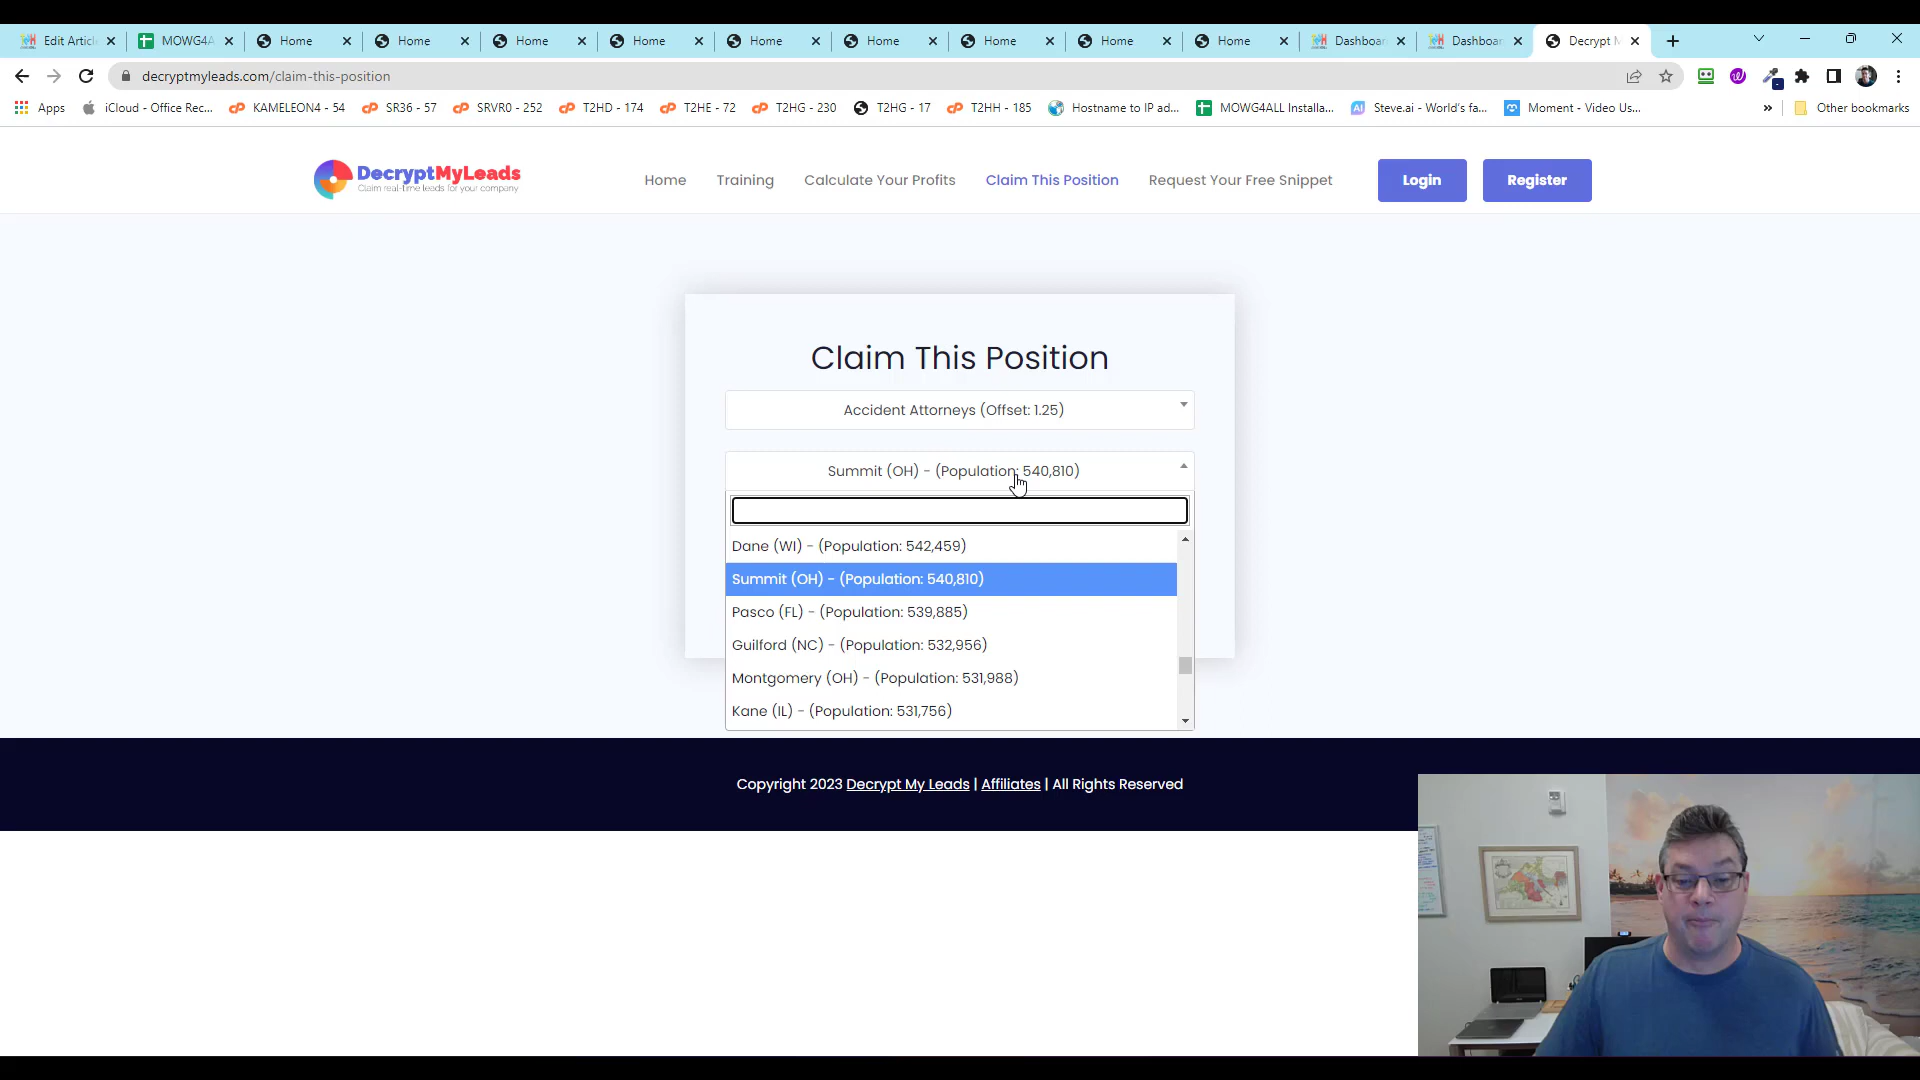 Edit Artic
MOWG4A
Home
Home
Home
Home
Home
Home
Home
Home
Home
Dashboar
Dashboar
Decrypt M
decryptmyleads.com/claim-this-position
Apps
iCloud - Office Rec...
KAMELEON4 - 54
SR36 - 57
SRVR0 - 252
T2HD - 174
T2HE - 72
T2HG - 230
T2HG - 17
T2HH - 185
Hostname to IP ad...
MOWG4ALL Installa...
Steve.ai - World's fa...
Moment - Video Us...
»
Other bookmarks
DecryptMyLeads
Claim real-time leads for your company
Home
Training
Calculate Your Profits
Claim This Position
Request Your Free Snippet
Login
Register
Claim This Position
Accident Attorneys (Offset: 1.25)
Summit (OH) - (Population: 540,810)
Dane (WI) - (Population: 542,459)
Summit (OH) - (Population: 540,810)
Pasco (FL) - (Population: 539,885)
Guilford (NC) - (Population: 532,956)
Montgomery (OH) - (Population: 531,988)
Kane (IL) - (Population: 531,756)
Copyright 2023 Decrypt My Leads | Affiliates | All Rights Reserved